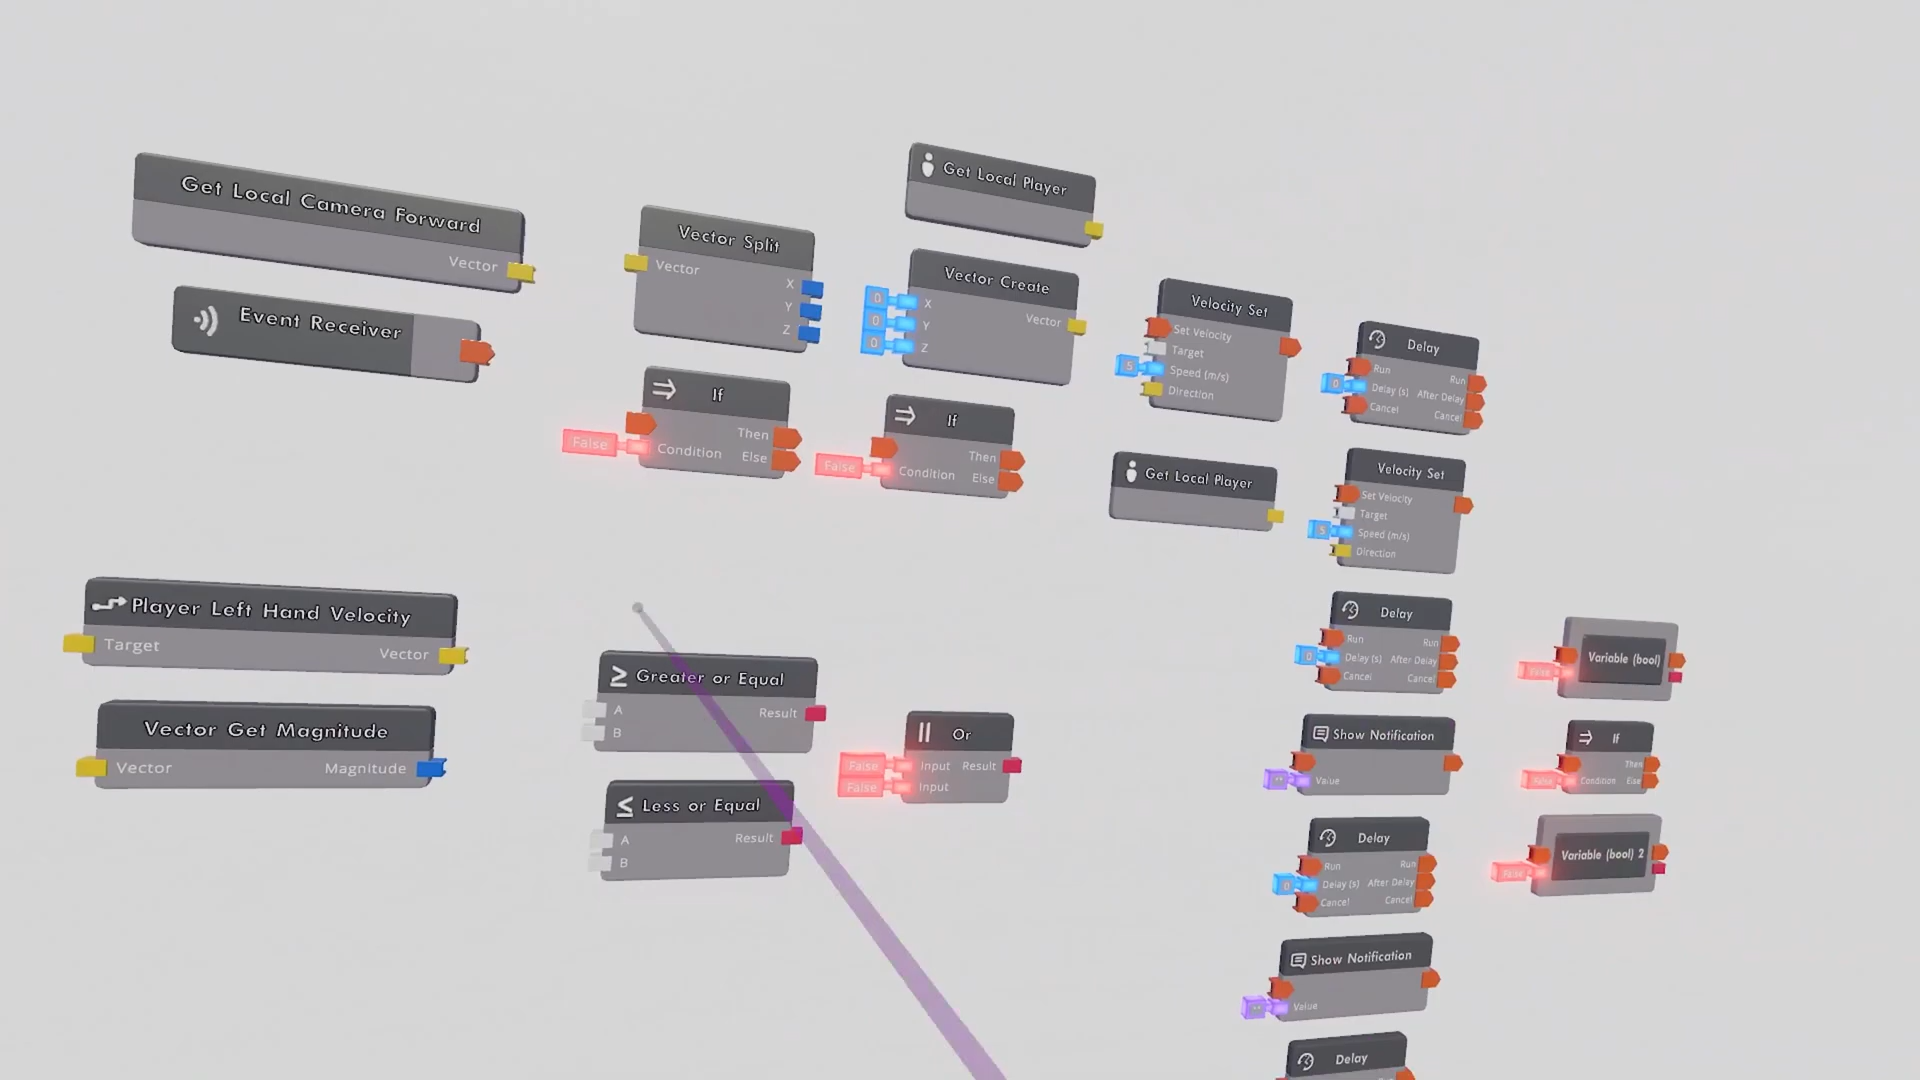 Get Local Camera Forward
Vector
Event Receiver
Vector Split
Vector
X
Y
Z
Get Local Player
Vector Create
0 X
Vector
0 Y
0 Z
If
Then
False Condition Else
If
Then
False Condition Else
Velocity Set
Set Velocity
Target
5 Speed (m/s)
Direction
Delay
Run Run
0 Delay (s) After Delay
Cancel Cancel
Get Local Player
Velocity Set
Set Velocity
Target
5 Speed (m/s)
Direction
Player Left Hand Velocity
Target Vector
Vector Get Magnitude
Vector Magnitude
≥ Greater or Equal
A Result
B
≤ Less or Equal
A Result
B
|| Or
False Input Result
False Input
Delay
Run Run
0 Delay (s) After Delay
Cancel Cancel
Show Notification
Value
Delay
Run Run
0 Delay (s) After Delay
Cancel Cancel
Show Notification
Value
Delay
Variable (bool)
False
If
Then
False Condition Else
Variable (bool) 2
False